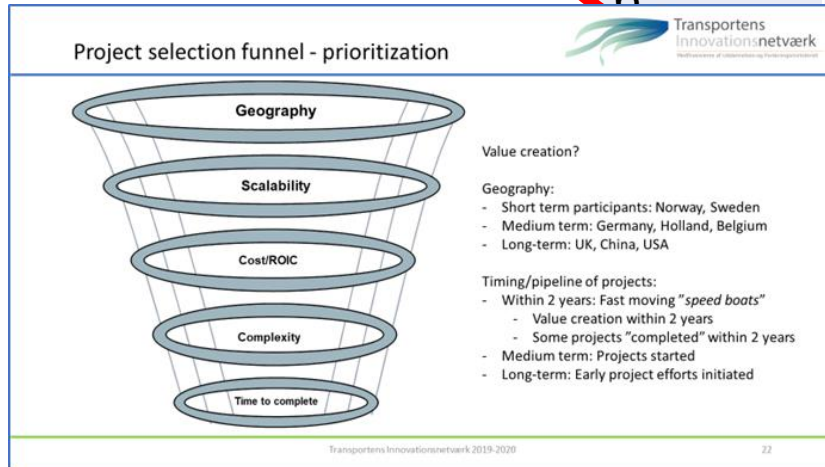 Project selection funnel - prioritization
Transportens
Innovationsnetværk
Geography
Scalability
Cost/ROIC
Complexity
Time to complete
Value creation?
Geography:
- Short term participants: Norway, Sweden
- Medium term: Germany, Holland, Belgium
- Long-term: UK, China, USA
Timing/pipeline of projects:
- Within 2 years: Fast moving ”speed boats”
- Value creation within 2 years
- Some projects ”completed” within 2 years
- Medium term: Projects started
- Long-term: Early project efforts initiated
Transportens Innovationsnetværk 2019-2020
22